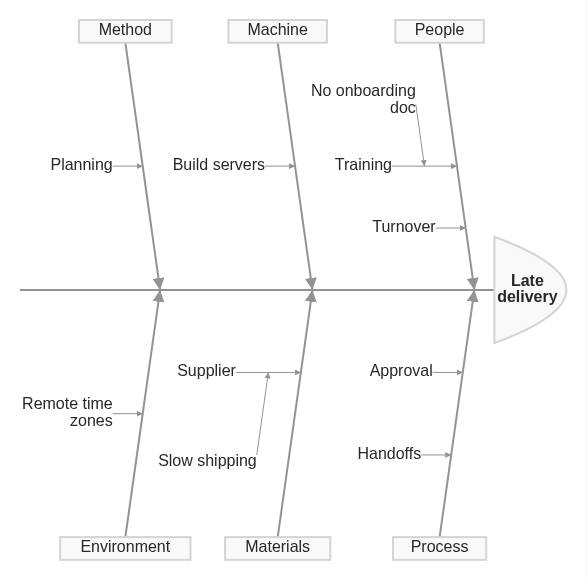 Method
Machine
People
No onboarding
doc
Planning
Build servers
Training
Turnover
Late
delivery
Supplier
Approval
Remote time
zones
Slow shipping
Handoffs
Environment
Materials
Process